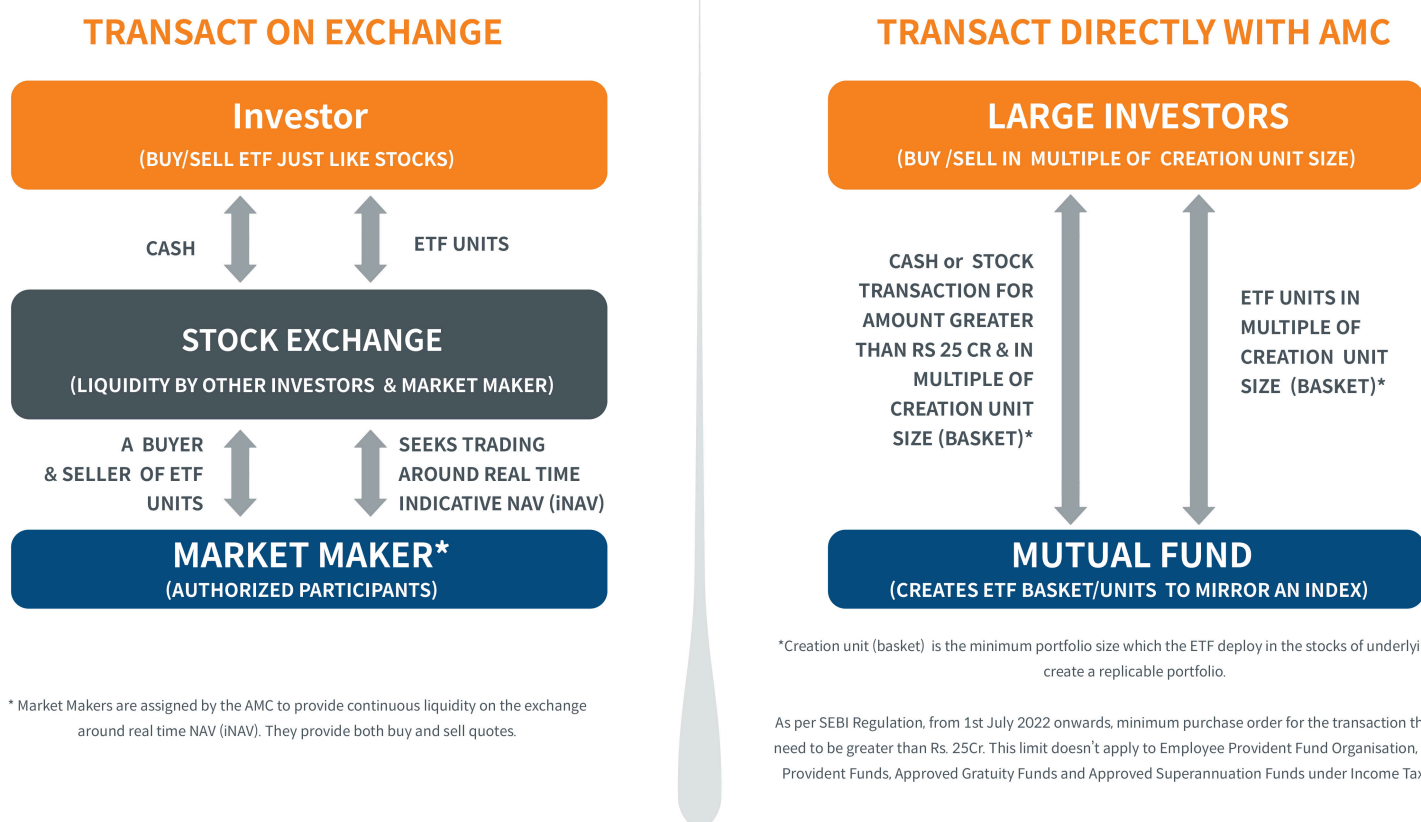 TRANSACT ON EXCHANGE
Investor
(BUY/SELL ETF JUST LIKE STOCKS)
CASH
ETF UNITS
STOCK EXCHANGE
(LIQUIDITY BY OTHER INVESTORS & MARKET MAKER)
A BUYER
& SELLER OF ETF
UNITS
SEEKS TRADING
AROUND REAL TIME
INDICATIVE NAV (iNAV)
MARKET MAKER*
(AUTHORIZED PARTICIPANTS)
* Market Makers are assigned by the AMC to provide continuous liquidity on the exchange
around real time NAV (iNAV). They provide both buy and sell quotes.
TRANSACT DIRECTLY WITH AMC
LARGE INVESTORS
(BUY /SELL IN MULTIPLE OF CREATION UNIT SIZE)
CASH or STOCK
TRANSACTION FOR
AMOUNT GREATER
THAN RS 25 CR & IN
MULTIPLE OF
CREATION UNIT
SIZE (BASKET)*
ETF UNITS IN
MULTIPLE OF
CREATION UNIT
SIZE (BASKET)*
MUTUAL FUND
(CREATES ETF BASKET/UNITS TO MIRROR AN INDEX)
*Creation unit (basket) is the minimum portfolio size which the ETF deploy in the stocks of
create a replicable portfolio.
As per SEBI Regulation, from 1st July 2022 onwards, minimum purchase order for the transaction
need to be greater than Rs. 25Cr. This limit doesn't apply to Employee Provident Fund Organisation,
Provident Funds, Approved Gratuity Funds and Approved Superannuation Funds under Income